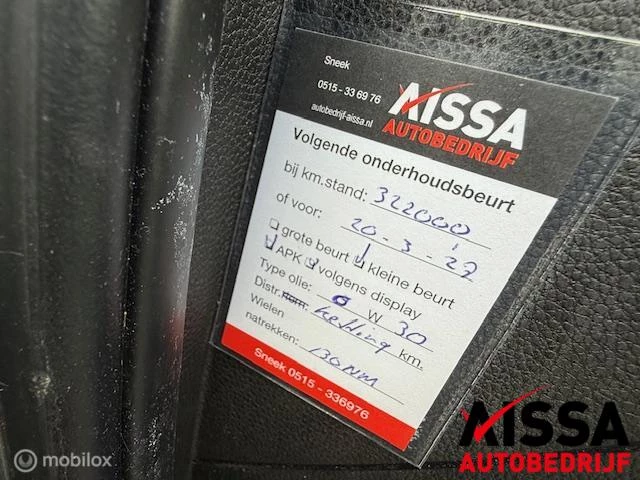 Sneek
0515 - 33 69 76
autobedrijf-aissa.nl
AISSA
AUTOBEDRIJF
Volgende onderhoudsbeurt
bij km.stand: 322000
of voor: 20-3-27
grote beurt kleine beurt
APK volgens display
Type olie: 0 W 30
Distr. ketting km.
Wielen
natrekken: 130NM
Sneek 0515 - 336976
AISSA
AUTOBEDRIJF
mobilox